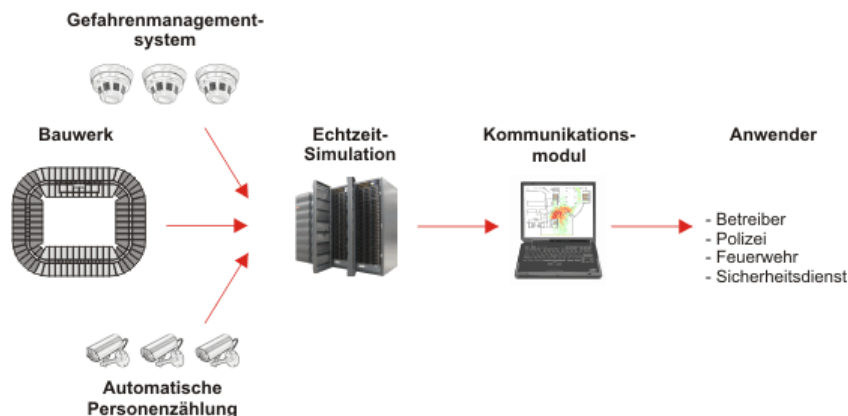 Gefahrenmanagement-
system
Bauwerk
Echtzeit-
Simulation
Kommunikations-
modul
Anwender
- Betreiber
- Polizei
- Feuerwehr
- Sicherheitsdienst
Automatische
Personenzählung